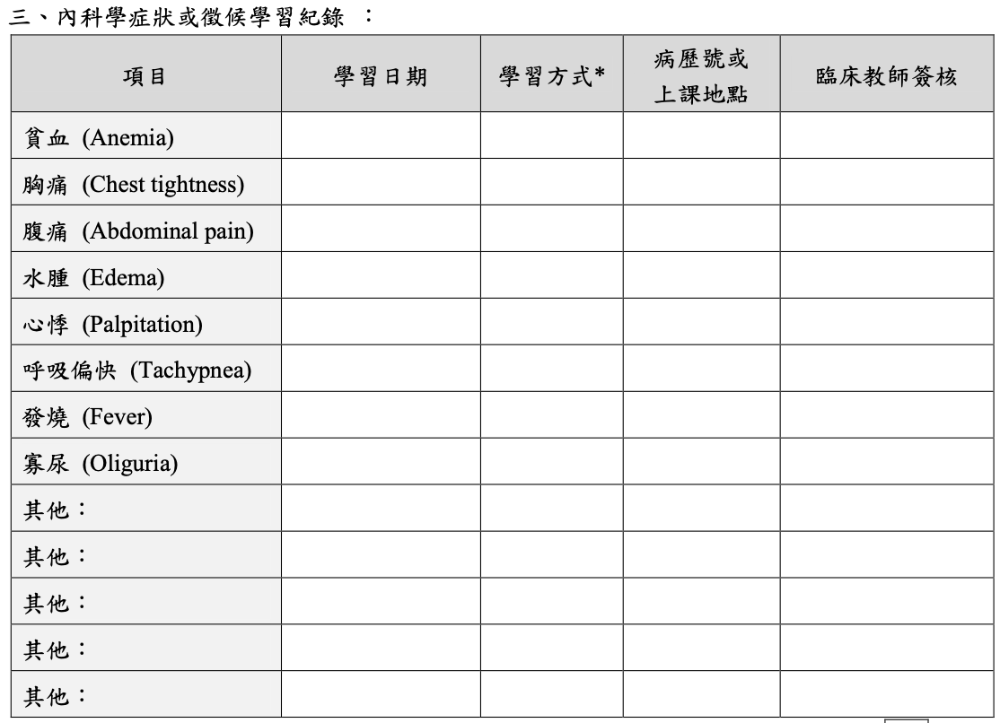 三、內科學症狀或徵候學習紀錄 ：
項目 學習日期 學習方式* 病歷號或 臨床教師簽核
上課地點
貧血 (Anemia)
胸痛 (Chest tightness)
腹痛 (Abdominal pain)
水腫 (Edema)
心悸 (Palpitation)
呼吸偏快 (Tachypnea)
發燒 (Fever)
寡尿 (Oliguria)
其他：
其他：
其他：
其他：
其他：